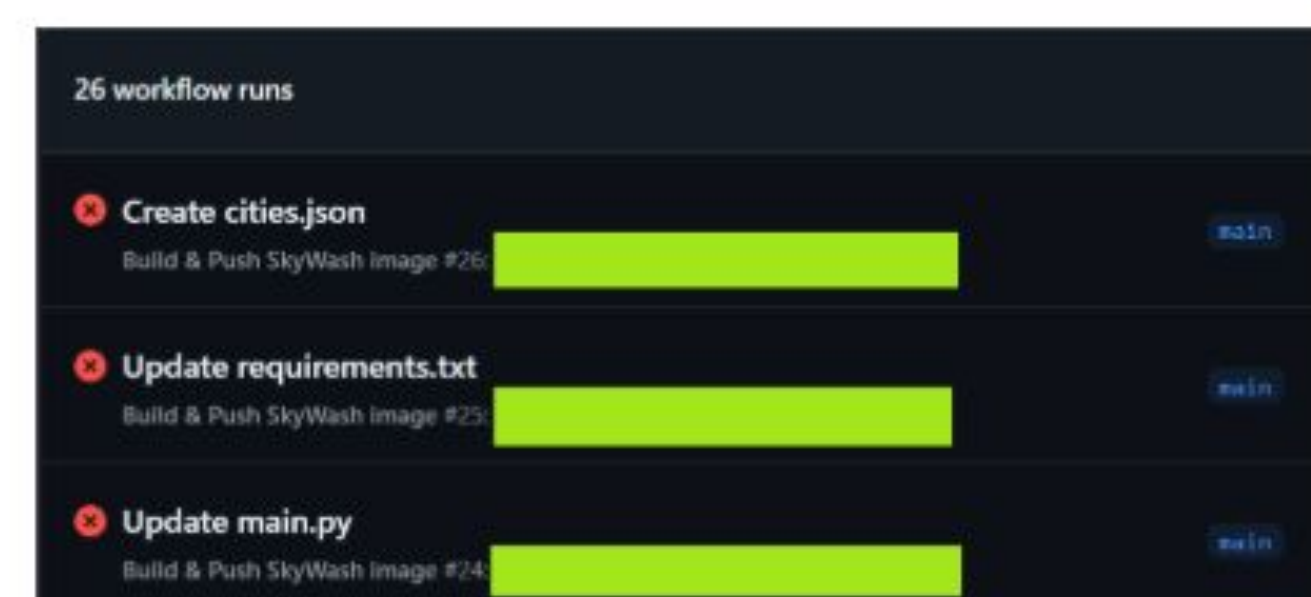 26 workflow runs
Create cities.json
Build & Push SkyWash image #26:
main
Update requirements.txt
Build & Push SkyWash image #25:
main
Update main.py
Build & Push SkyWash image #24:
main